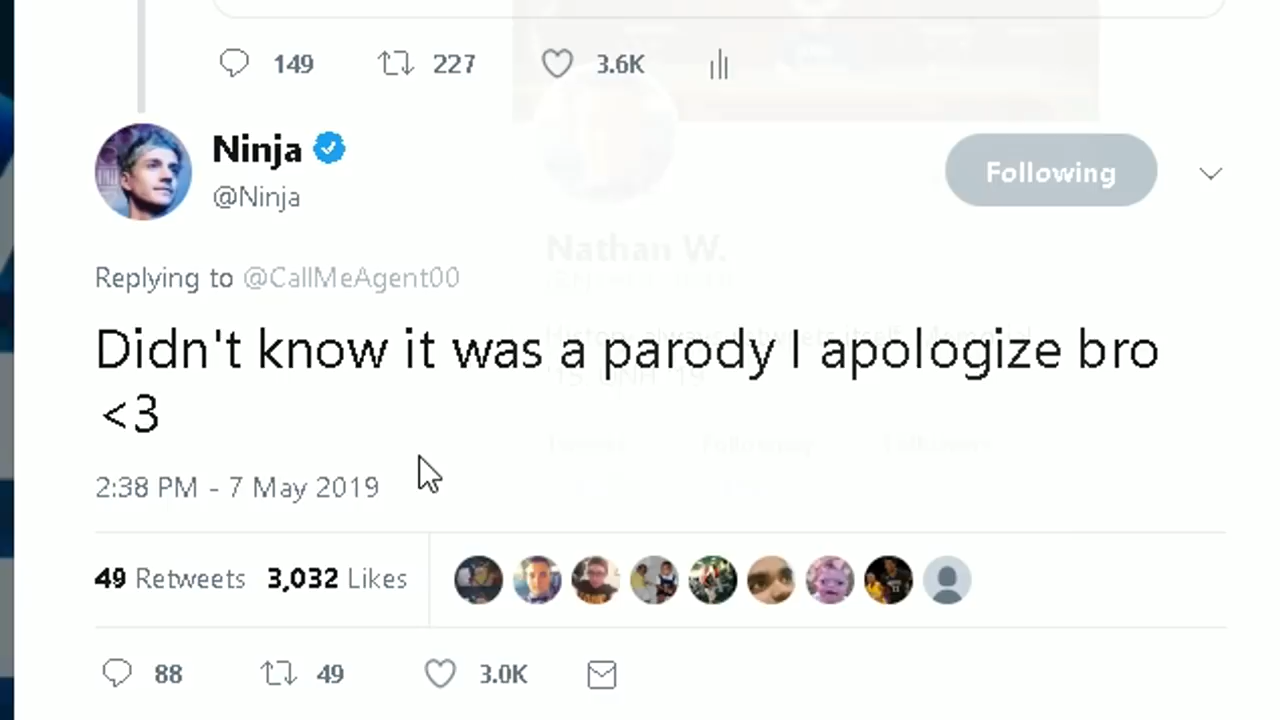 149 227 3.6K
Ninja
@Ninja
Following
Nathan W.
Replying to @CallMeAgent00
Didn't know it was a parody I apologize bro
<3
2:38 PM - 7 May 2019
49 Retweets 3,032 Likes
88 49 3.0K